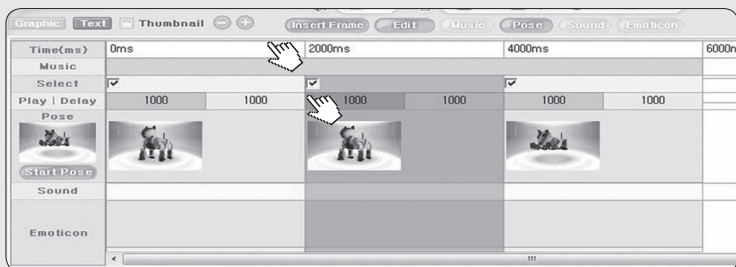 Graphic Text Thumbnail Insert Frame Edit Music Pose Sound Emoticon
Time(ms) 0ms 2000ms 4000ms 6000m
Music
Select
Play | Delay 1000 1000 1000 1000 1000 1000
Pose
Start Pose
Sound
Emoticon